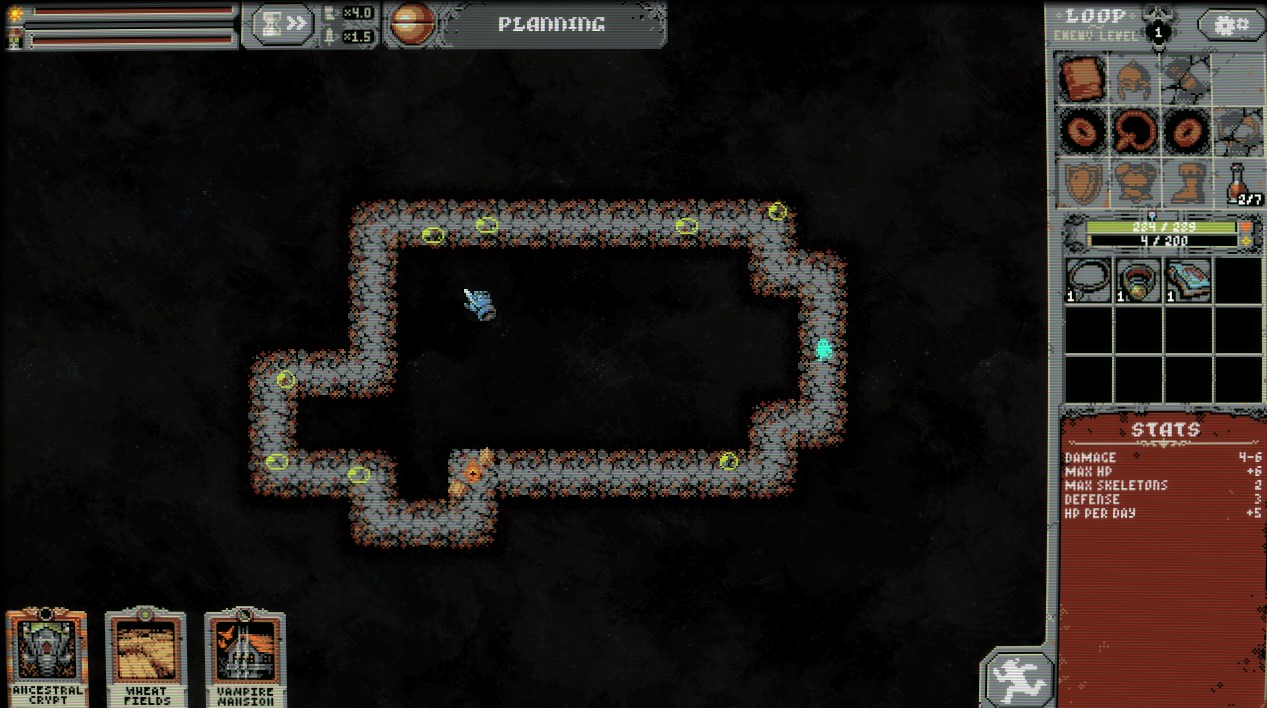 ×4.0
×1.5
PLANNING
LOOP
ENEMY LEVEL
1
2/7
284 / 289
4 / 200
1
1
1
STATS
DAMAGE 4-6
MAX HP +6
MAX SKELETONS 2
DEFENSE 3
HP PER DAY +5
ANCESTRAL
CRYPT
WHEAT
FIELDS
VAMPIRE
MANSION